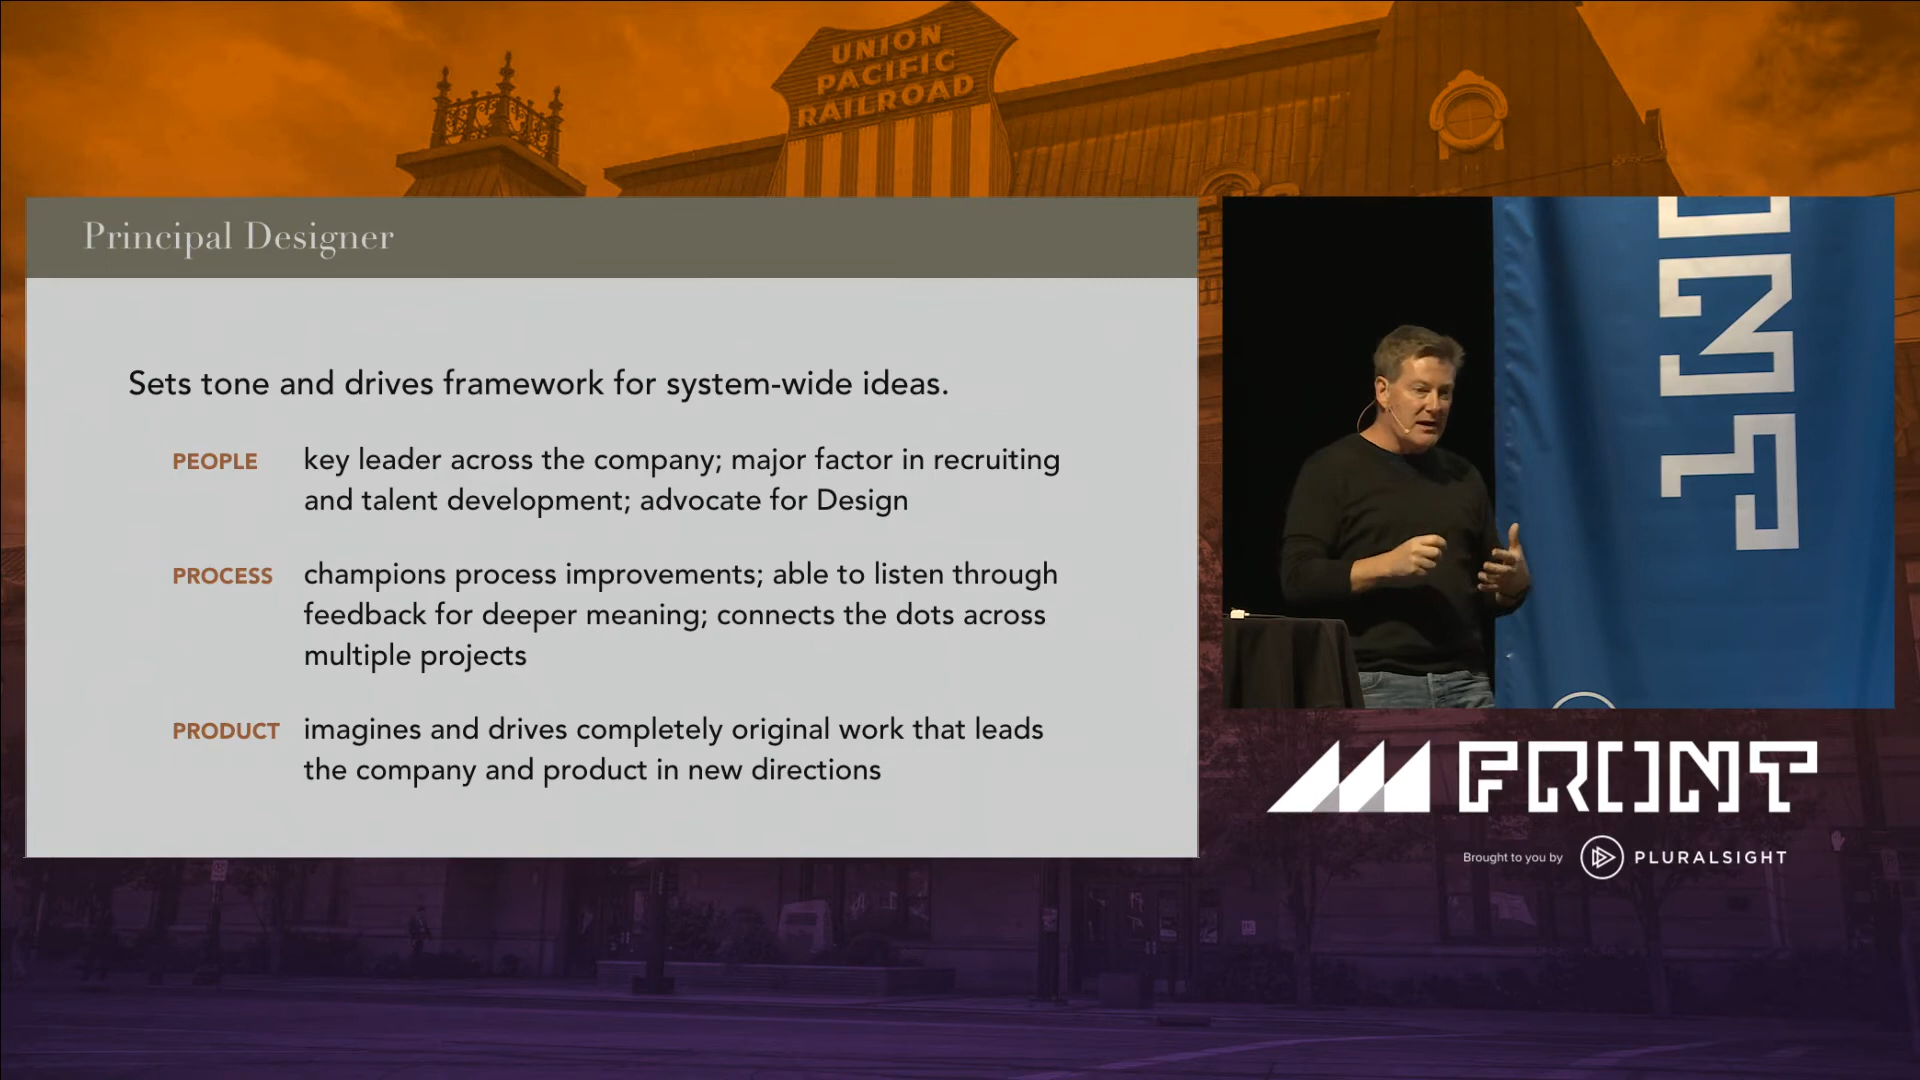 UNION
PACIFIC
RAILROAD
Principal Designer
Sets tone and drives framework for system-wide ideas.
PEOPLE key leader across the company; major factor in recruiting
and talent development; advocate for Design
PROCESS champions process improvements; able to listen through
feedback for deeper meaning; connects the dots across
multiple projects
PRODUCT imagines and drives completely original work that leads
the company and product in new directions
ONT
FRONT
Brought to you by PLURALSIGHT